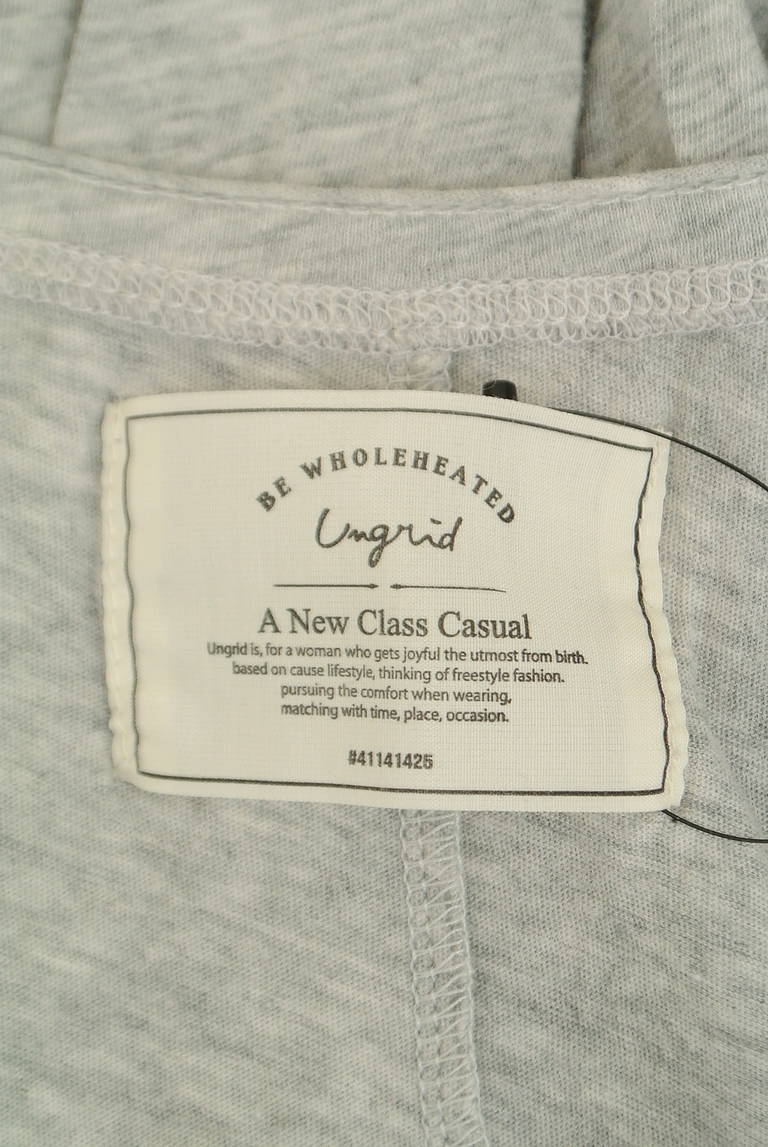 BE WHOLEHEATED
Ungrid
A New Class Casual
Ungrid is, for a woman who gets joyful the utmost from birth.
based on cause lifestyle, thinking of freestyle fashion.
pursuing the comfort when wearing,
matching with time, place, occasion.
#41141425